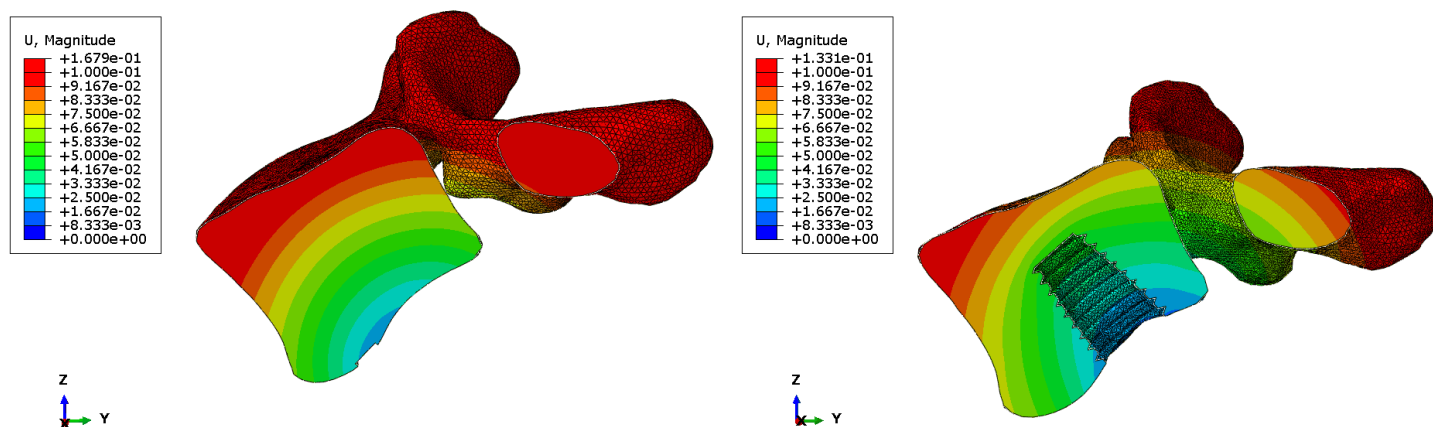 U, Magnitude
+1.679e-01
+1.000e-01
+9.167e-02
+8.333e-02
+7.500e-02
+6.667e-02
+5.833e-02
+5.000e-02
+4.167e-02
+3.333e-02
+2.500e-02
+1.667e-02
+8.333e-03
+0.000e+00
Z
Y
X
U, Magnitude
+1.331e-01
+1.000e-01
+9.167e-02
+8.333e-02
+7.500e-02
+6.667e-02
+5.833e-02
+5.000e-02
+4.167e-02
+3.333e-02
+2.500e-02
+1.667e-02
+8.333e-03
+0.000e+00
Z
Y
X